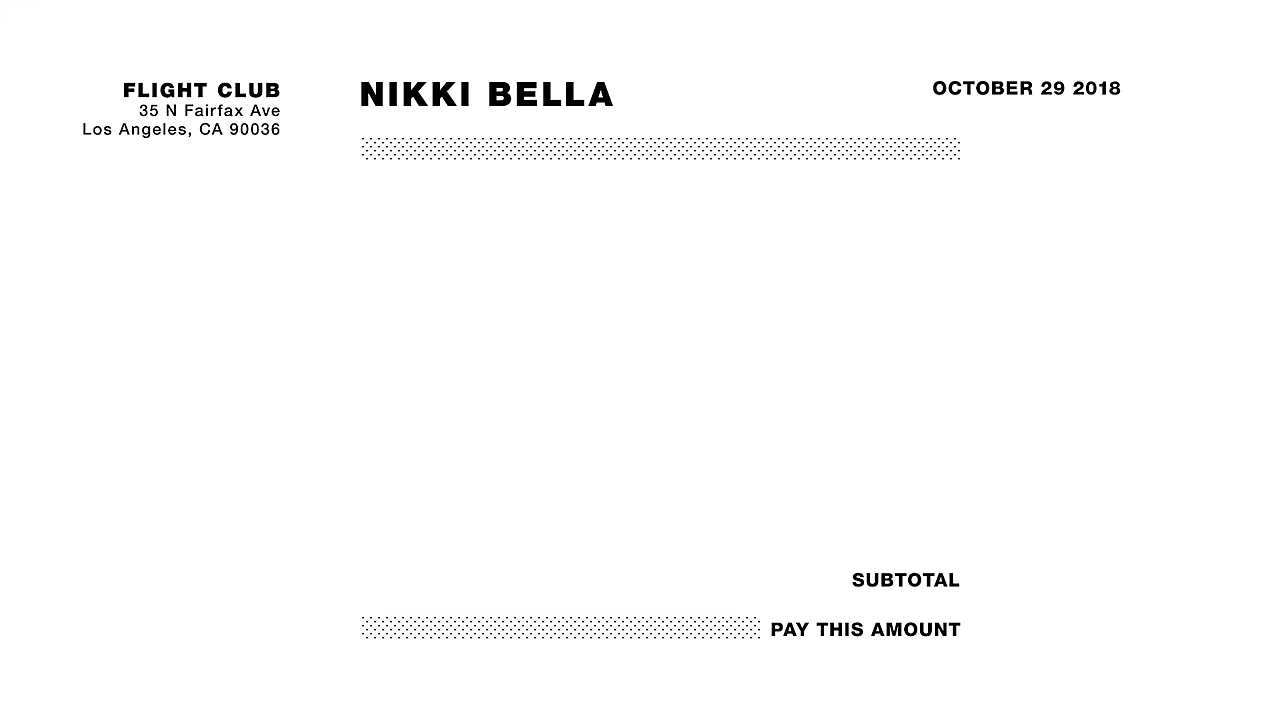 FLIGHT CLUB
35 N Fairfax Ave
Los Angeles, CA 90036
NIKKI BELLA
OCTOBER 29 2018
SUBTOTAL
PAY THIS AMOUNT